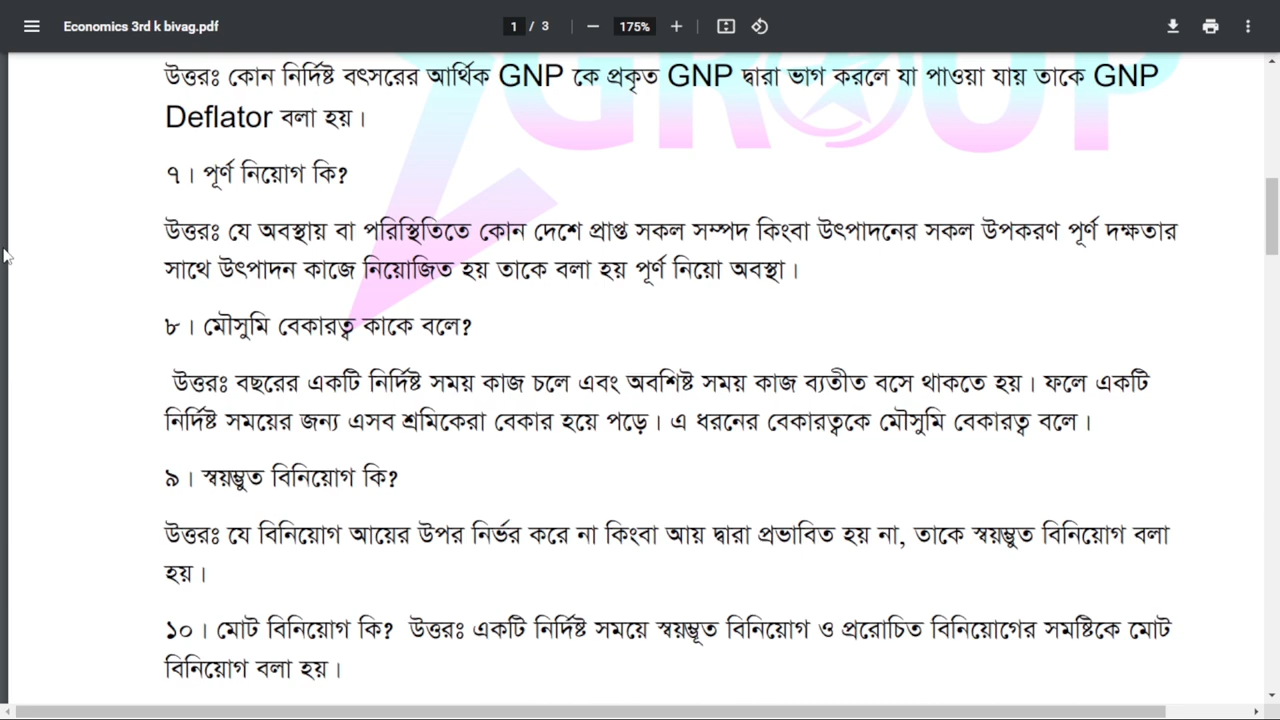 Economics 3rd k bivag.pdf
1 / 3
175%
GROUP
উত্তরঃ কোন নির্দিষ্ট বৎসরের আর্থিক GNP কে প্রকৃত GNP দ্বারা ভাগ করলে যা পাওয়া যায় তাকে GNP
Deflator বলা হয়।
৭। পূর্ণ নিয়োগ কি?
উত্তরঃ যে অবস্থায় বা পরিস্থিতিতে কোন দেশে প্রাপ্ত সকল সম্পদ কিংবা উৎপাদনের সকল উপকরণ পূর্ণ দক্ষতার
সাথে উৎপাদন কাজে নিয়োজিত হয় তাকে বলা হয় পূর্ণ নিয়ো অবস্থা।
৮। মৌসুমি বেকারত্ব কাকে বলে?
উত্তরঃ বছরের একটি নির্দিষ্ট সময় কাজ চলে এবং অবশিষ্ট সময় কাজ ব্যতীত বসে থাকতে হয়। ফলে একটি
নির্দিষ্ট সময়ের জন্য এসব শ্রমিকেরা বেকার হয়ে পড়ে। এ ধরনের বেকারত্বকে মৌসুমি বেকারত্ব বলে।
৯। স্বয়ম্ভুত বিনিয়োগ কি?
উত্তরঃ যে বিনিয়োগ আয়ের উপর নির্ভর করে না কিংবা আয় দ্বারা প্রভাবিত হয় না, তাকে স্বয়ম্ভুত বিনিয়োগ বলা
হয়।
১০। মোট বিনিয়োগ কি? উত্তরঃ একটি নির্দিষ্ট সময়ে স্বয়ম্ভূত বিনিয়োগ ও প্ররোচিত বিনিয়োগের সমষ্টিকে মোট
বিনিয়োগ বলা হয়।